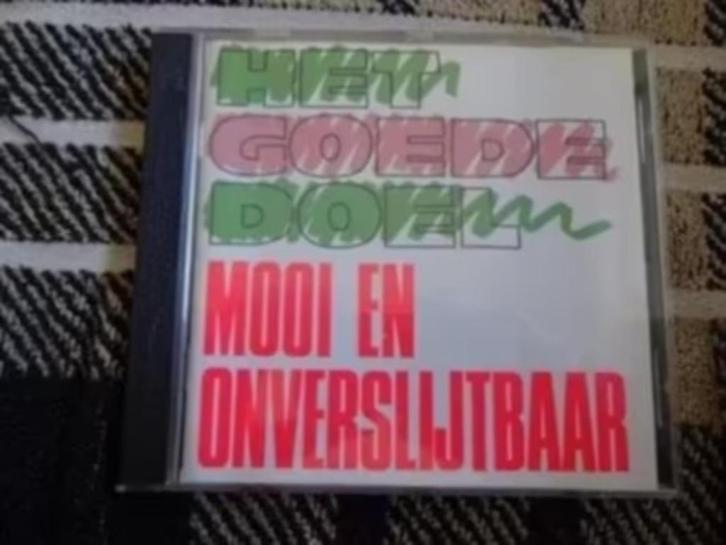 HET
GOEDE
DOEL
MOOI EN
ONVERSLIJTBAAR